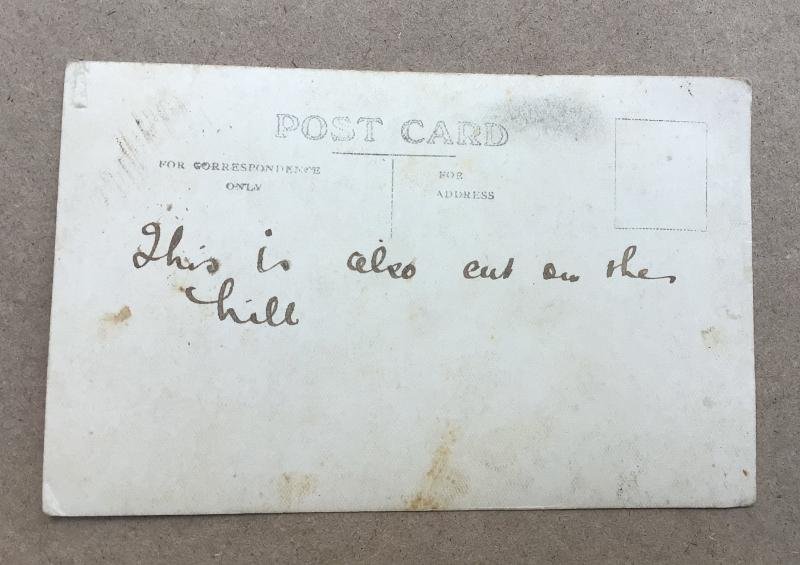 POST CARD
FOR CORRESPONDENCE
ONLY
FOR
ADDRESS
This is also cut on the
hill